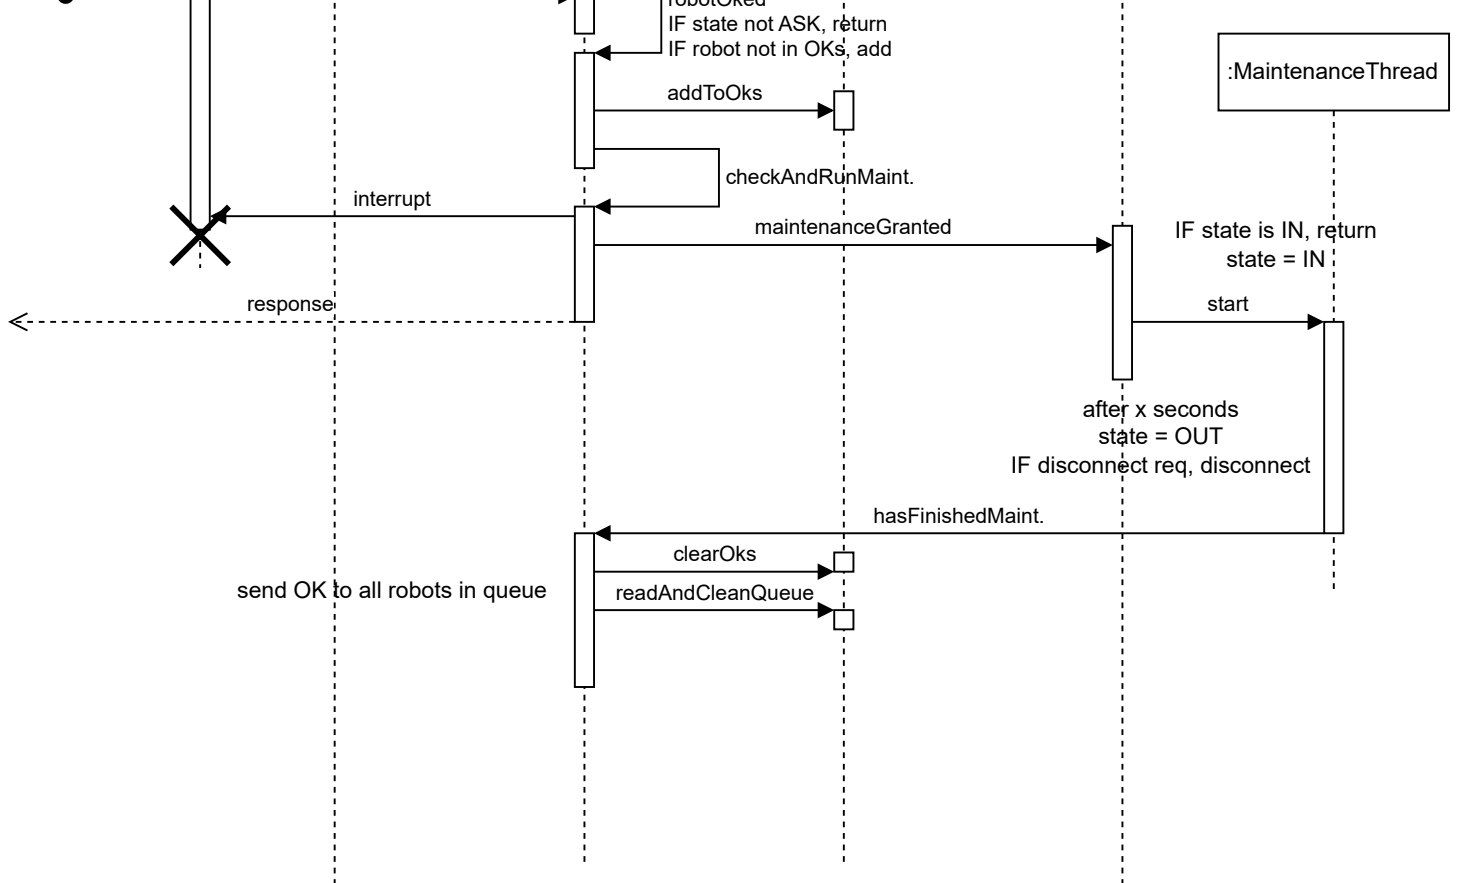 robotOked
IF state not ASK, return
IF robot not in OKs, add
:MaintenanceThread
addToOks
checkAndRunMaint.
interrupt
maintenanceGranted
IF state is IN, return
state = IN
response
start
after x seconds
state = OUT
IF disconnect req, disconnect
hasFinishedMaint.
clearOks
send OK to all robots in queue
readAndCleanQueue